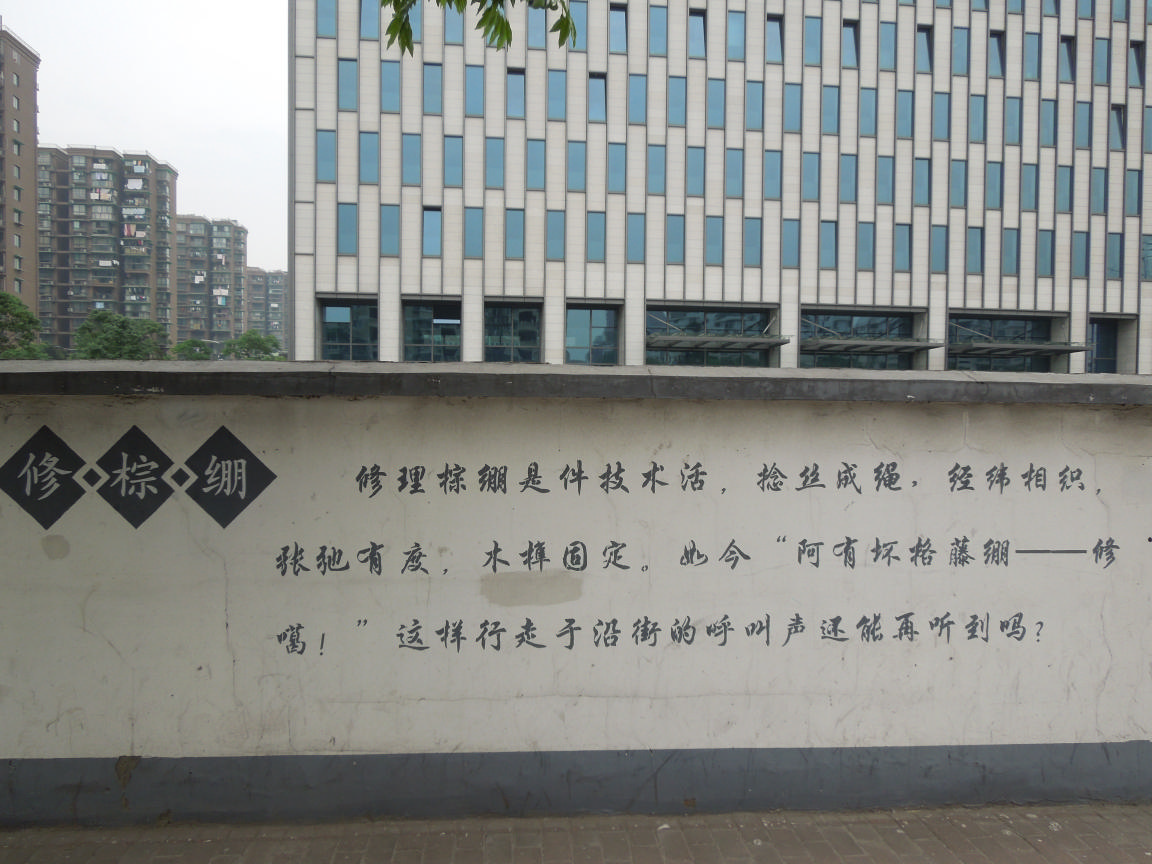 修棕绷
修理棕绷是件技术活，捻丝成绳，经纬相织，
张弛有度，木榫固定。如今“阿有坏格藤绷——修
噶！”这样行走于沿街的呼叫声还能再听到吗？